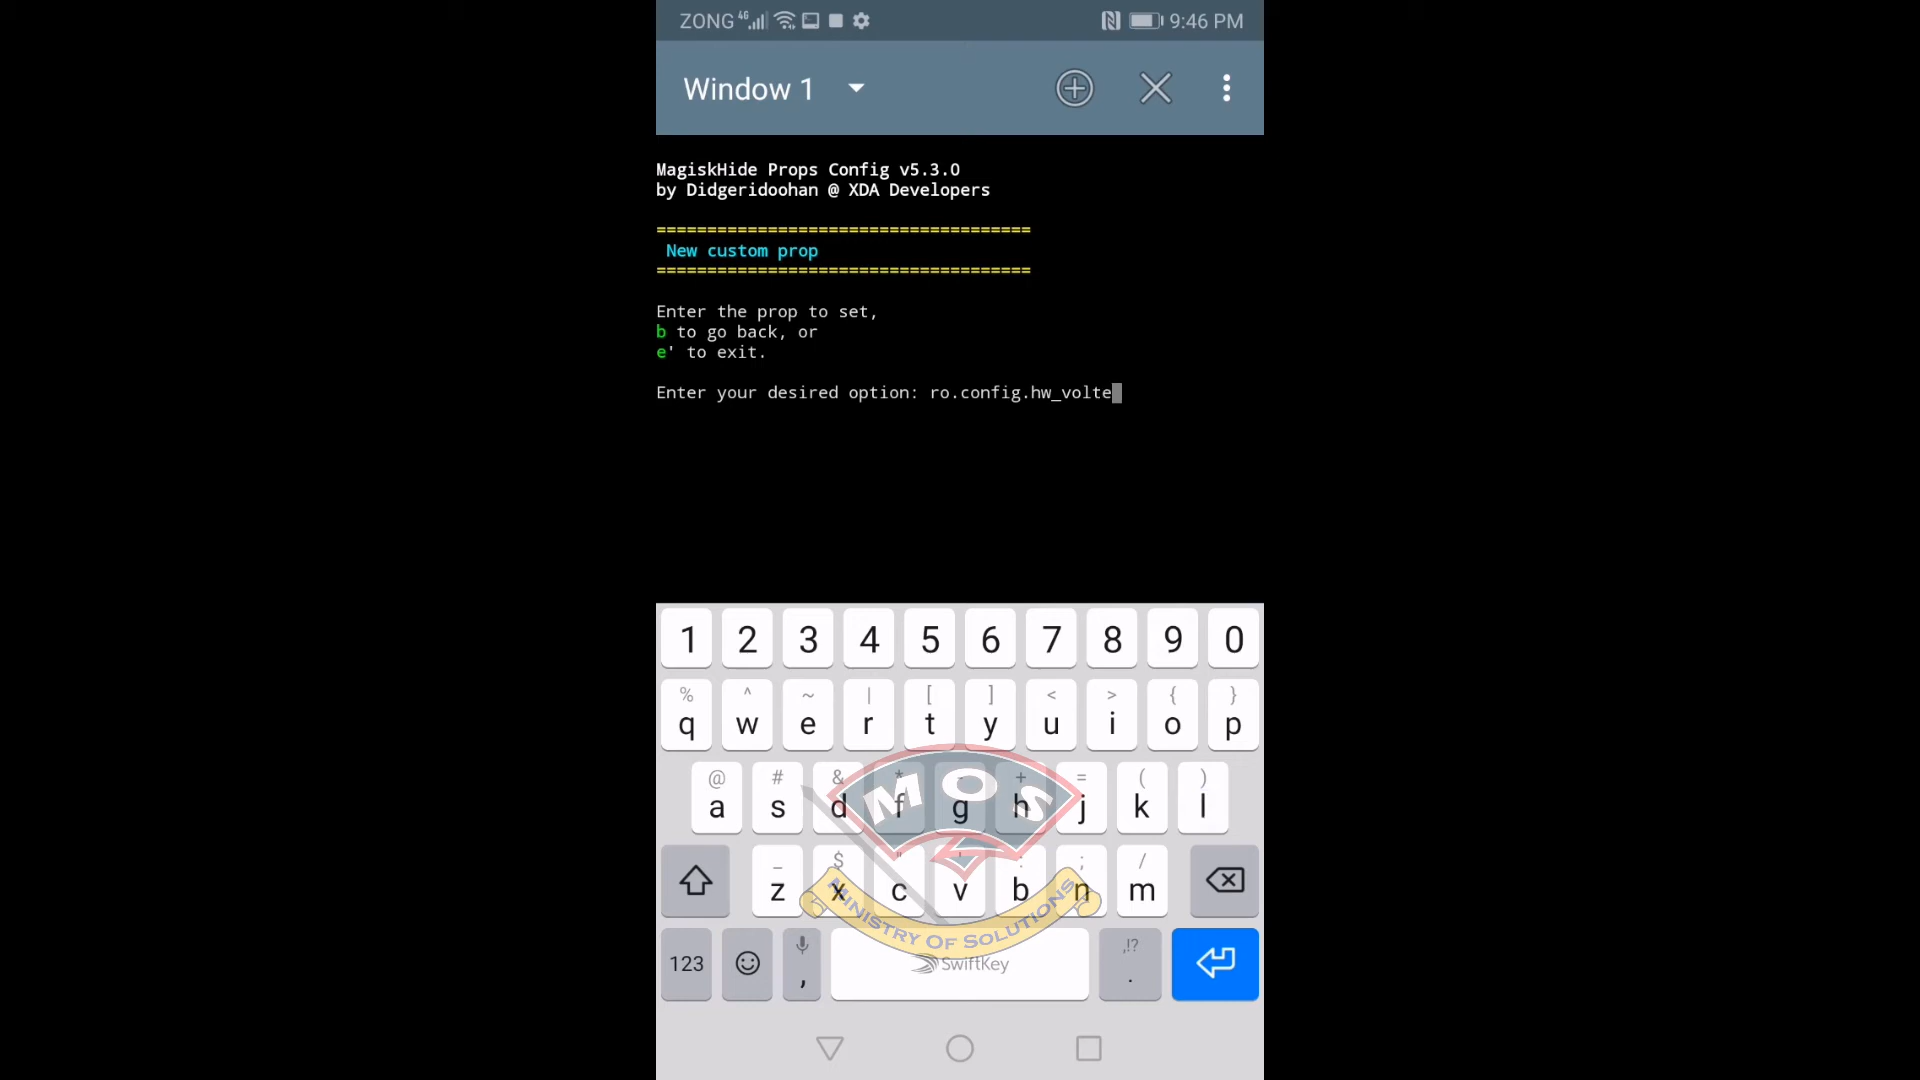 ZONG 4G 9:46 PM
Window 1
MagiskHide Props Config v5.3.0
by Didgeridoohan @ XDA Developers
=====================================
New custom prop
=====================================
Enter the prop to set,
b to go back, or
e' to exit.
Enter your desired option: ro.config.hw_volte
1 2 3 4 5 6 7 8 9 0
% ^ ~ | [ ] < > { }
q w e r t y u i o p
@ # & * - + = ( )
a s d f g h j k l
MOS
_ $ " ' : ; /
z x c v b n m
MINISTRY OF SOLUTIONS
123 , SwiftKey ,!? .